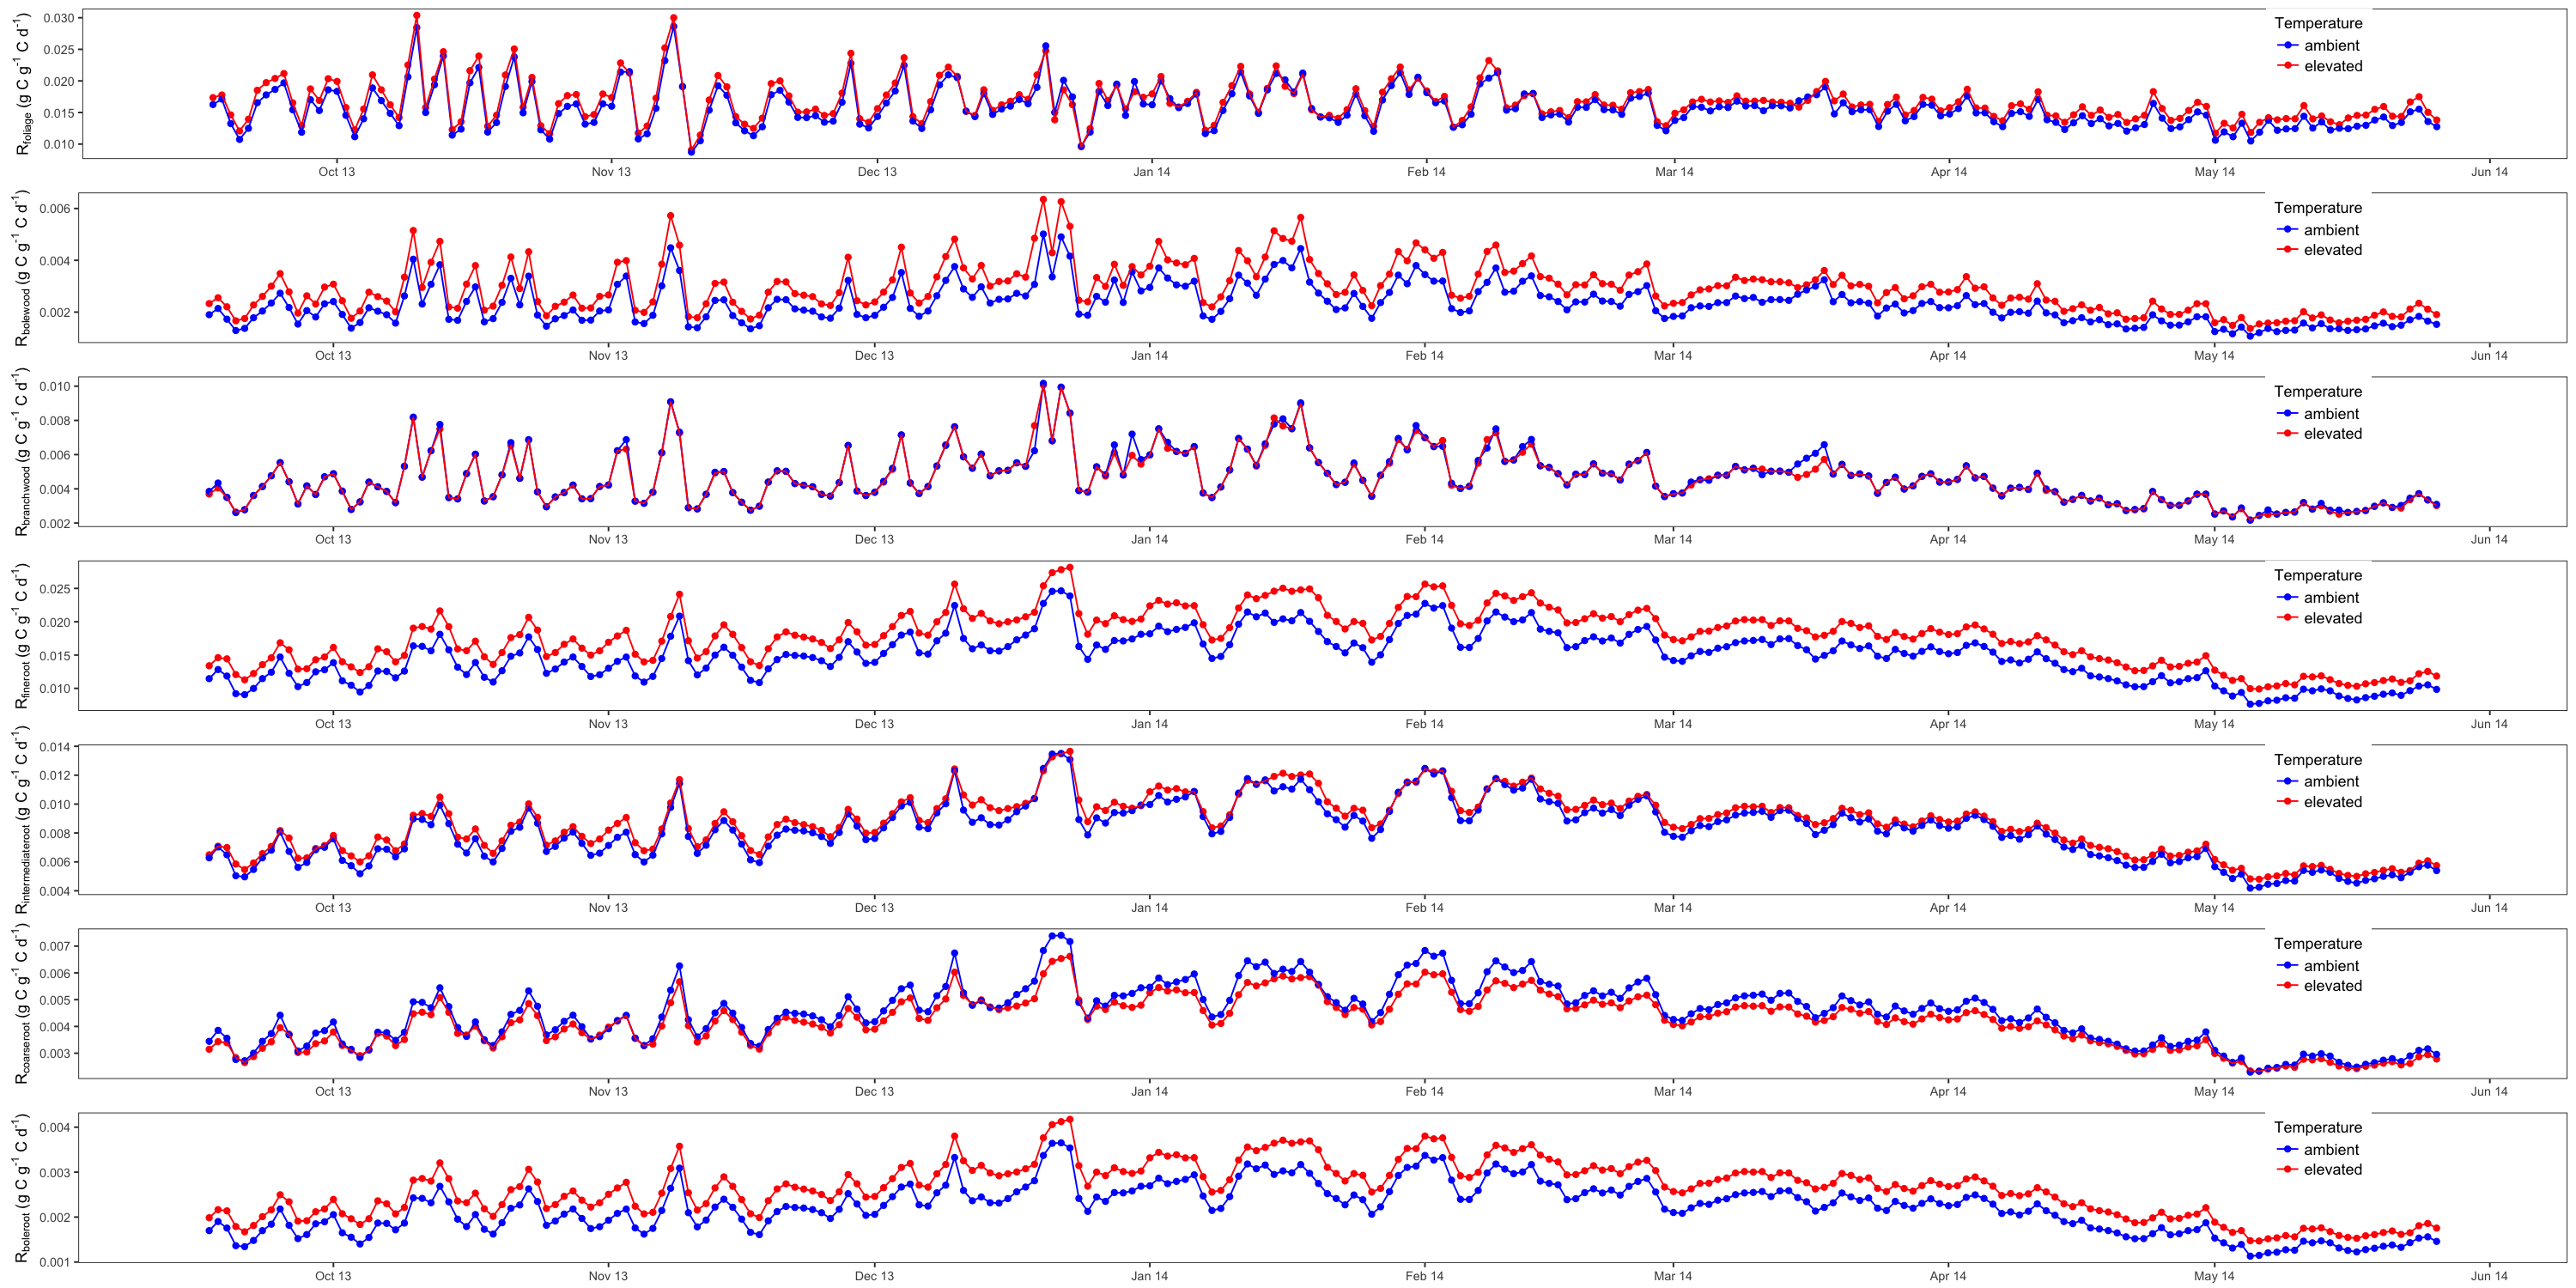 R_foliage (g C g^-1 C d^-1)
0.030
0.025
0.020
0.015
0.010
Temperature
ambient
elevated
Oct 13 Nov 13 Dec 13 Jan 14 Feb 14 Mar 14 Apr 14 May 14 Jun 14
R_bolewood (g C g^-1 C d^-1)
0.006
0.004
0.002
Temperature
ambient
elevated
Oct 13 Nov 13 Dec 13 Jan 14 Feb 14 Mar 14 Apr 14 May 14 Jun 14
R_branchwood (g C g^-1 C d^-1)
0.010
0.008
0.006
0.004
0.002
Temperature
ambient
elevated
Oct 13 Nov 13 Dec 13 Jan 14 Feb 14 Mar 14 Apr 14 May 14 Jun 14
R_fineroot (g C g^-1 C d^-1)
0.025
0.020
0.015
0.010
Temperature
ambient
elevated
Oct 13 Nov 13 Dec 13 Jan 14 Feb 14 Mar 14 Apr 14 May 14 Jun 14
R_intermediateroot (g C g^-1 C d^-1)
0.014
0.012
0.010
0.008
0.006
0.004
Temperature
ambient
elevated
Oct 13 Nov 13 Dec 13 Jan 14 Feb 14 Mar 14 Apr 14 May 14 Jun 14
R_coarseroot (g C g^-1 C d^-1)
0.007
0.006
0.005
0.004
0.003
Temperature
ambient
elevated
Oct 13 Nov 13 Dec 13 Jan 14 Feb 14 Mar 14 Apr 14 May 14 Jun 14
R_boleroot (g C g^-1 C d^-1)
0.004
0.003
0.002
0.001
Temperature
ambient
elevated
Oct 13 Nov 13 Dec 13 Jan 14 Feb 14 Mar 14 Apr 14 May 14 Jun 14